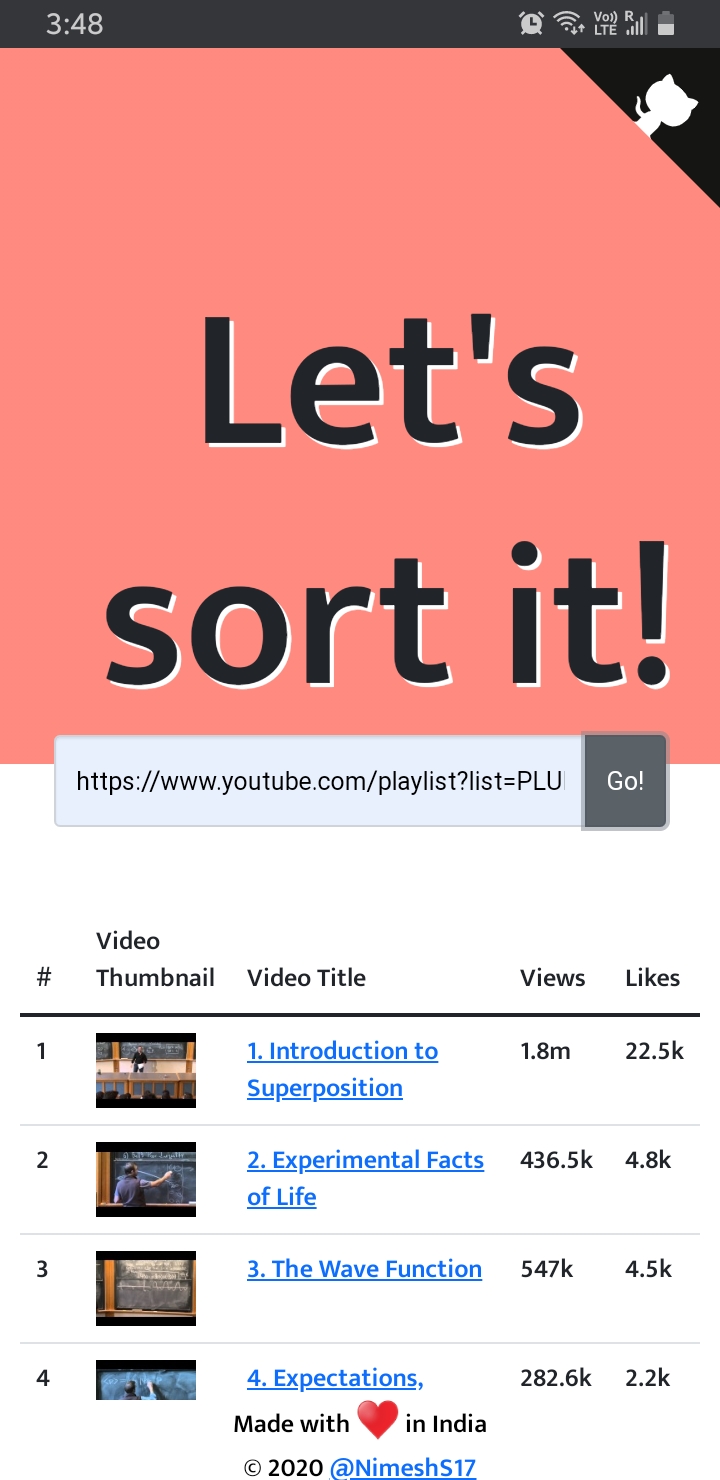 3:48
Vo))
LTE
R
Let's
sort it!
https://www.youtube.com/playlist?list=PLU
Go!
# Video Thumbnail Video Title Views Likes
1 1. Introduction to Superposition 1.8m 22.5k
2 2. Experimental Facts of Life 436.5k 4.8k
3 3. The Wave Function 547k 4.5k
4 4. Expectations, 282.6k 2.2k
Made with ❤️ in India
© 2020 @NimeshS17